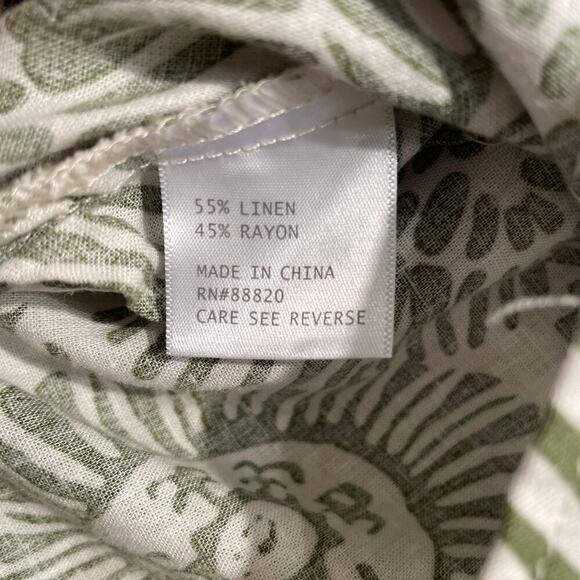 55% LINEN
45% RAYON
MADE IN CHINA
RN#88820
CARE SEE REVERSE